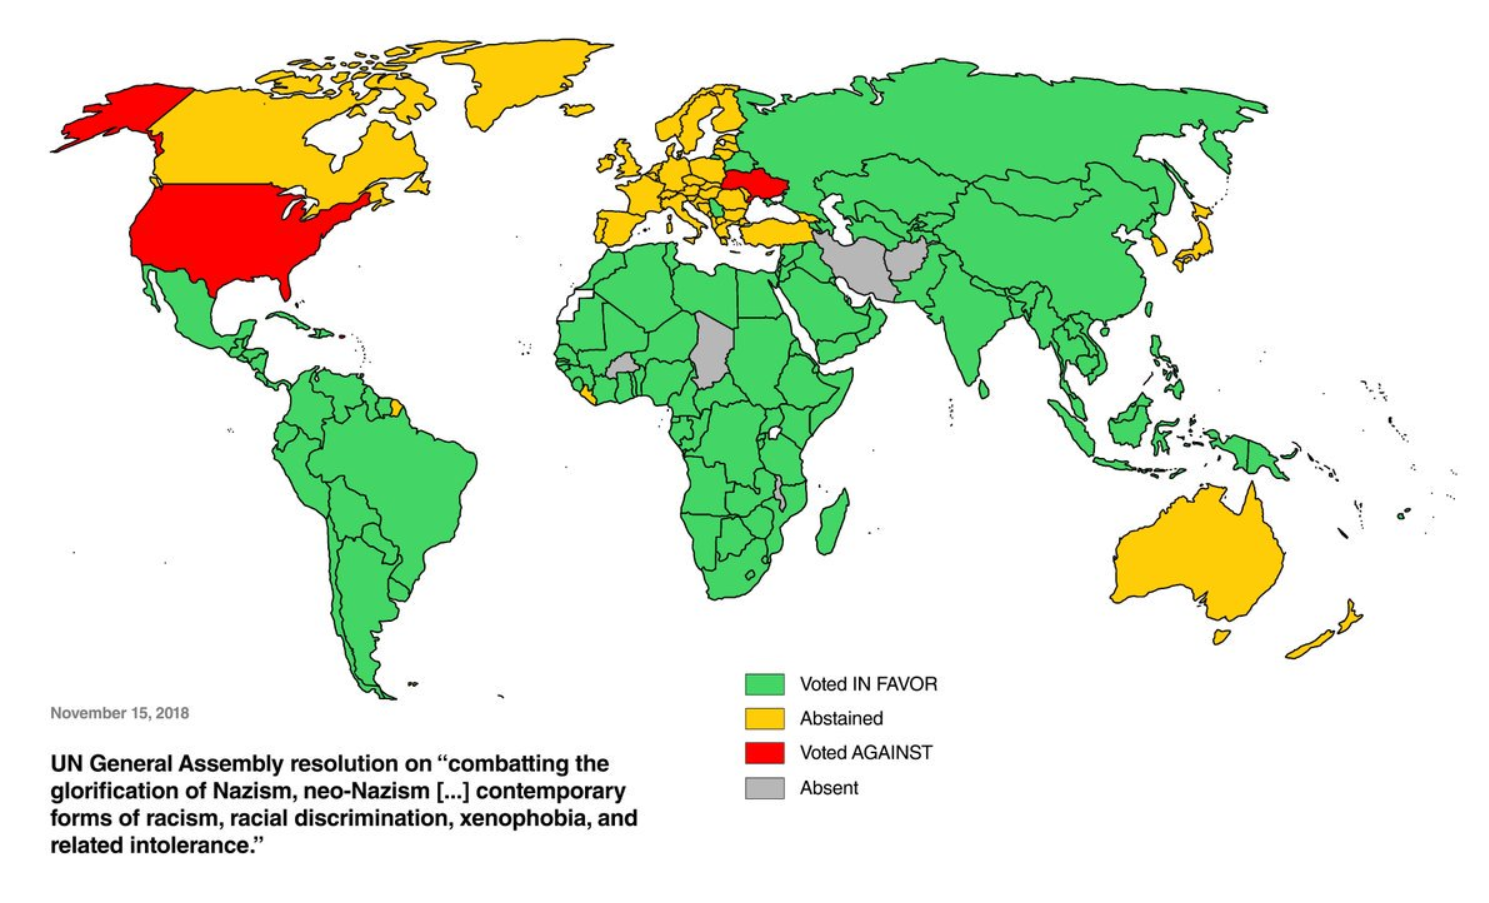 Voted IN FAVOR
Abstained
Voted AGAINST
Absent
November 15, 2018
UN General Assembly resolution on “combatting the
glorification of Nazism, neo-Nazism [...] contemporary
forms of racism, racial discrimination, xenophobia, and
related intolerance.”